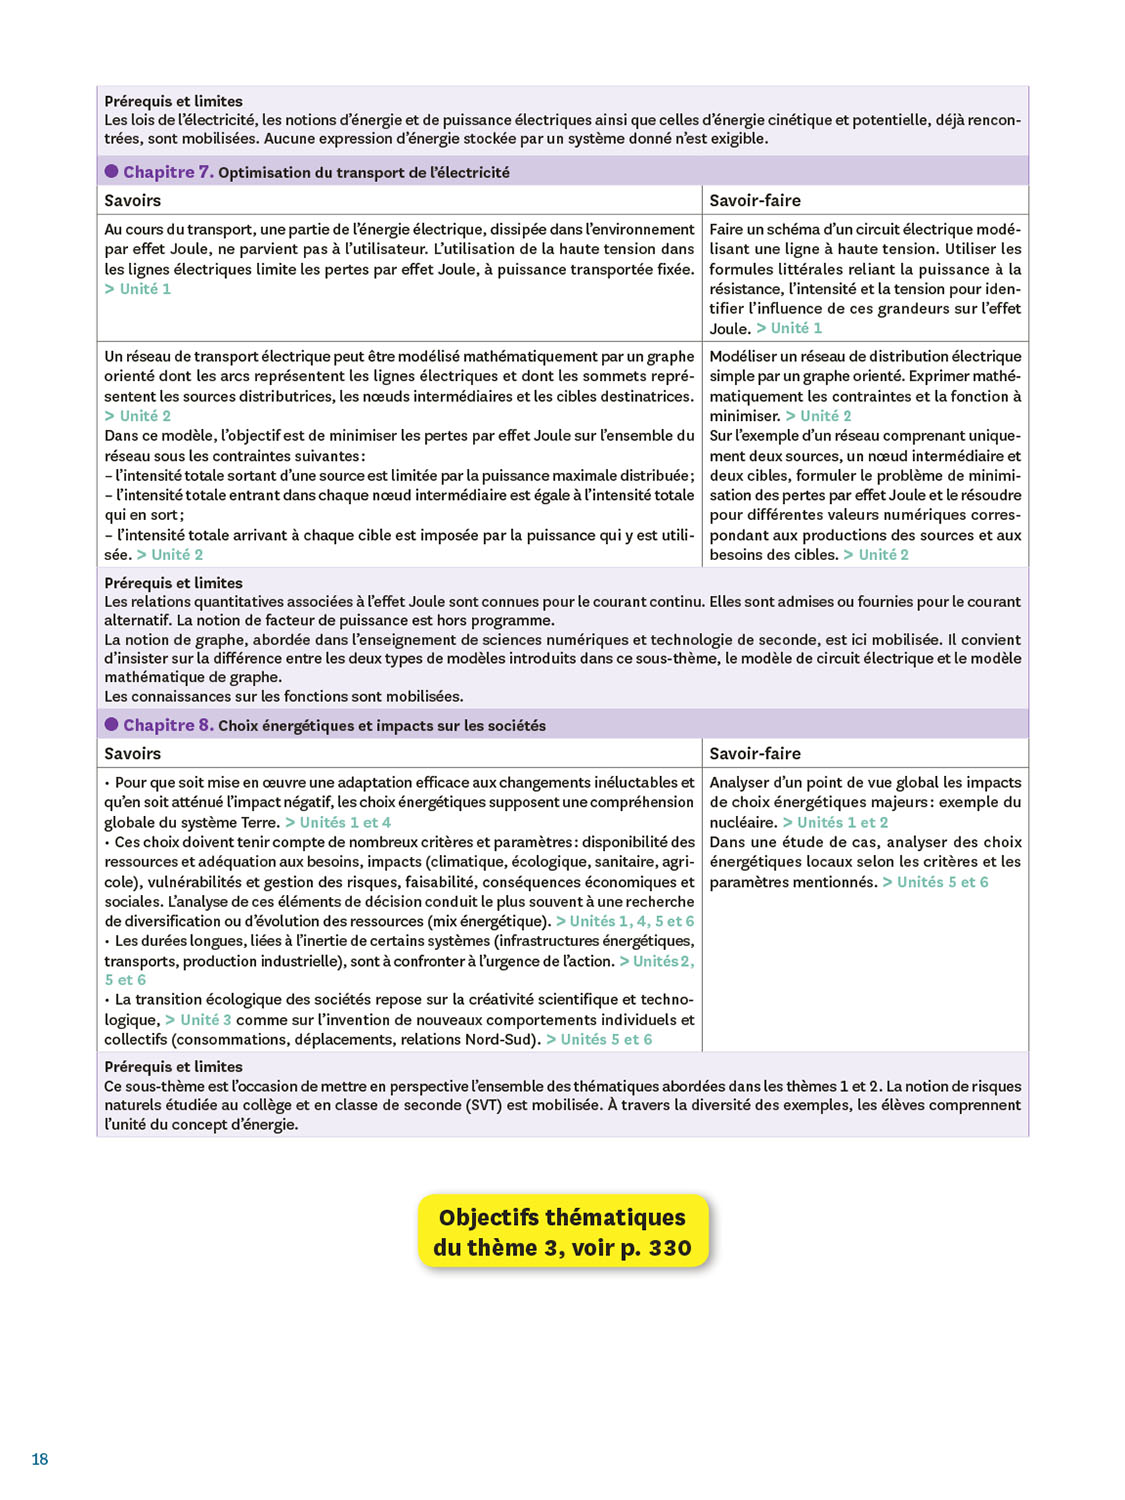 Prérequis et limites
Les lois de l'électricité, les notions d'énergie et de puissance électriques ainsi que celles d'énergie cinétique et potentielle, déjà rencon-
trées, sont mobilisées. Aucune expression d'énergie stockée par un système donné n'est exigible.
● Chapitre 7. Optimisation du transport de l'électricité
Savoirs
Savoir-faire
Au cours du transport, une partie de l'énergie électrique, dissipée dans l'environnement
par effet Joule, ne parvient pas à l'utilisateur. L'utilisation de la haute tension dans
les lignes électriques limite les pertes par effet Joule, à puissance transportée fixée.
> Unité 1
Faire un schéma d'un circuit électrique modé-
lisant une ligne à haute tension. Utiliser les
formules littérales reliant la puissance à la
résistance, l'intensité et la tension pour iden-
tifier l'influence de ces grandeurs sur l'effet
Joule. > Unité 1
Un réseau de transport électrique peut être modélisé mathématiquement par un graphe
orienté dont les arcs représentent les lignes électriques et dont les sommets repré-
sentent les sources distributrices, les nœuds intermédiaires et les cibles destinatrices.
> Unité 2
Dans ce modèle, l'objectif est de minimiser les pertes par effet Joule sur l'ensemble du
réseau sous les contraintes suivantes :
– l'intensité totale sortant d'une source est limitée par la puissance maximale distribuée ;
– l'intensité totale entrant dans chaque nœud intermédiaire est égale à l'intensité totale
qui en sort ;
– l'intensité totale arrivant à chaque cible est imposée par la puissance qui y est utili-
sée. > Unité 2
Modéliser un réseau de distribution électrique
simple par un graphe orienté. Exprimer mathé-
matiquement les contraintes et la fonction à
minimiser. > Unité 2
Sur l'exemple d'un réseau comprenant unique-
ment deux sources, un nœud intermédiaire et
deux cibles, formuler le problème de minimi-
sation des pertes par effet Joule et le résoudre
pour différentes valeurs numériques corres-
pondant aux productions des sources et aux
besoins des cibles. > Unité 2
Prérequis et limites
Les relations quantitatives associées à l'effet Joule sont connues pour le courant continu. Elles sont admises ou fournies pour le courant
alternatif. La notion de facteur de puissance est hors programme.
La notion de graphe, abordée dans l'enseignement de sciences numériques et technologie de seconde, est ici mobilisée. Il convient
d'insister sur la différence entre les deux types de modèles introduits dans ce sous-thème, le modèle de circuit électrique et le modèle
mathématique de graphe.
Les connaissances sur les fonctions sont mobilisées.
● Chapitre 8. Choix énergétiques et impacts sur les sociétés
Savoirs
Savoir-faire
• Pour que soit mise en œuvre une adaptation efficace aux changements inéluctables et
qu'en soit atténué l'impact négatif, les choix énergétiques supposent une compréhension
globale du système Terre. > Unités 1 et 4
• Ces choix doivent tenir compte de nombreux critères et paramètres : disponibilité des
ressources et adéquation aux besoins, impacts (climatique, écologique, sanitaire, agri-
cole), vulnérabilités et gestion des risques, faisabilité, conséquences économiques et
sociales. L'analyse de ces éléments de décision conduit le plus souvent à une recherche
de diversification ou d'évolution des ressources (mix énergétique). > Unités 1, 4, 5 et 6
• Les durées longues, liées à l'inertie de certains systèmes (infrastructures énergétiques,
transports, production industrielle), sont à confronter à l'urgence de l'action. > Unités 2,
5 et 6
• La transition écologique des sociétés repose sur la créativité scientifique et techno-
logique, > Unité 3 comme sur l'invention de nouveaux comportements individuels et
collectifs (consommations, déplacements, relations Nord-Sud). > Unités 5 et 6
Analyser d'un point de vue global les impacts
de choix énergétiques majeurs : exemple du
nucléaire. > Unités 1 et 2
Dans une étude de cas, analyser des choix
énergétiques locaux selon les critères et les
paramètres mentionnés. > Unités 5 et 6
Prérequis et limites
Ce sous-thème est l'occasion de mettre en perspective l'ensemble des thématiques abordées dans les thèmes 1 et 2. La notion de risques
naturels étudiée au collège et en classe de seconde (SVT) est mobilisée. À travers la diversité des exemples, les élèves comprennent
l'unité du concept d'énergie.
Objectifs thématiques
du thème 3, voir p. 330
18